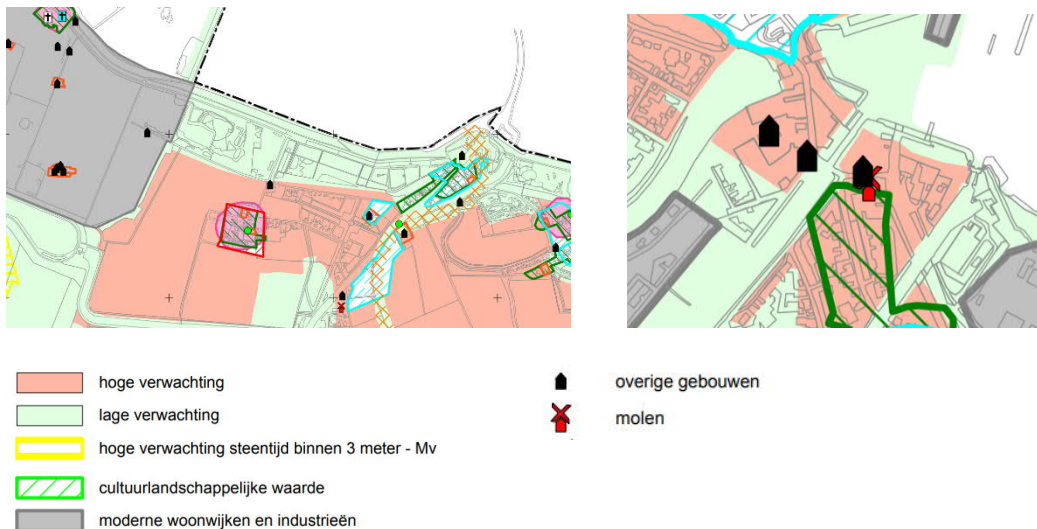 hoge verwachting
lage verwachting
hoge verwachting steentijd binnen 3 meter - Mv
cultuurlandschappelijke waarde
moderne woonwijken en industrieën
overige gebouwen
molen